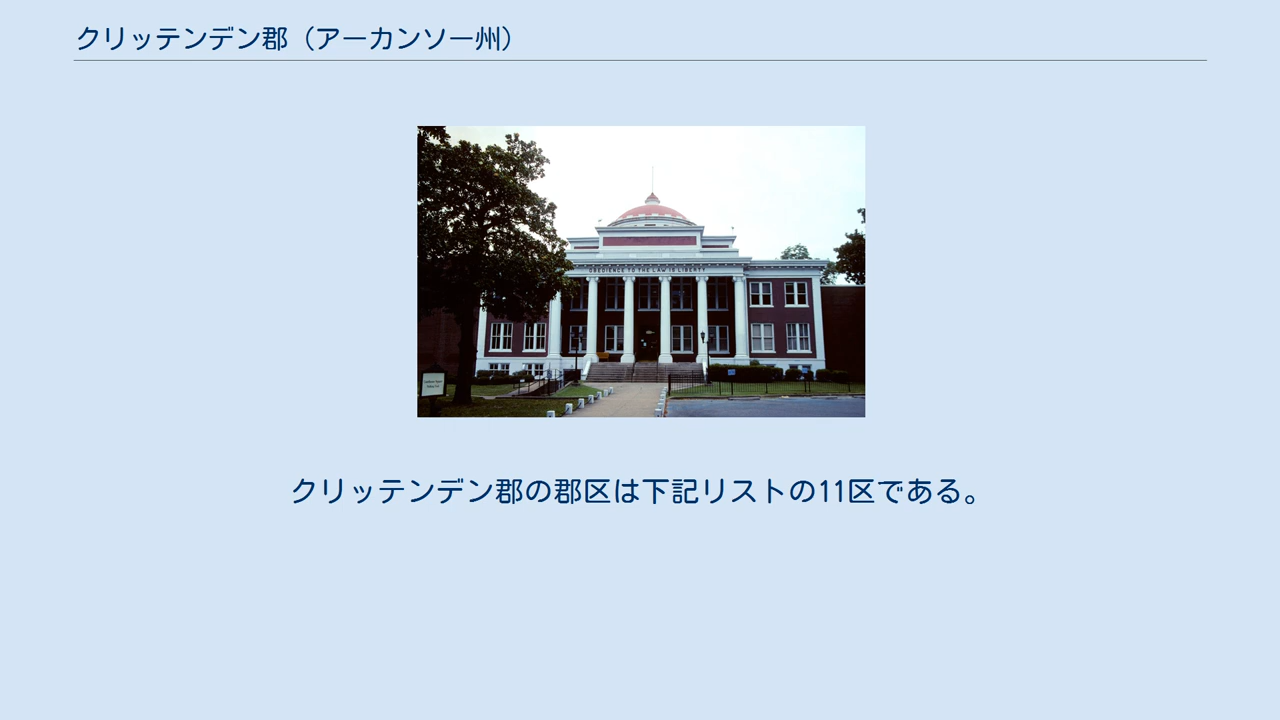 クリッテンデン郡（アーカンソー州）
OBEDIENCE TO THE LAW IS LIBERTY
クリッテンデン郡の郡区は下記リストの11区である。